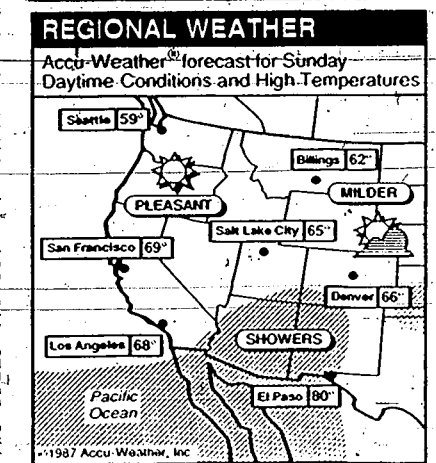 REGIONAL WEATHER
Accu-Weather® forecast for Sunday
Daytime Conditions and High Temperatures
Seattle 59°
Billings 62°
MILDER
PLEASANT
Salt Lake City 65°
San Francisco 69°
Denver 66°
Los Angeles 68°
SHOWERS
Pacific
Ocean
El Paso 80°
©1987 Accu-Weather, Inc